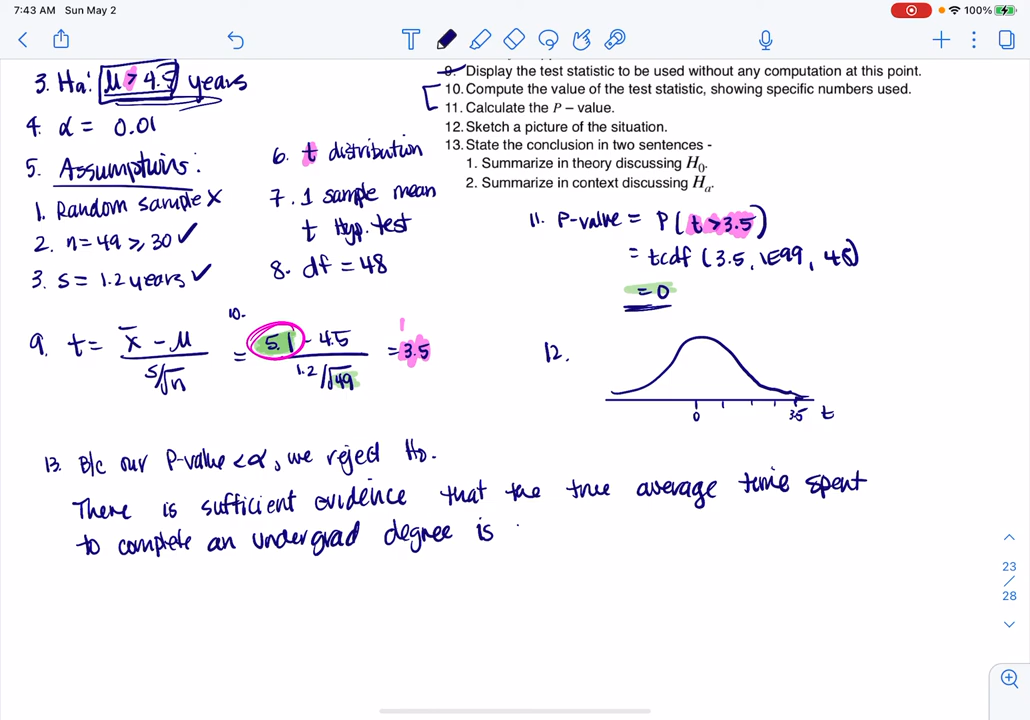 7:43 AM Sun May 2
100%
T
3. Ha: μ > 4.5 years
4. α = 0.01
5. Assumptions:
1. Random sample X
2. n = 49 ≥ 30 ✓
3. s = 1.2 years ✓
6. t distribution
7. 1 sample mean
t Hyp. test
8. df = 48
9. Display the test statistic to be used without any computation at this point.
10. Compute the value of the test statistic, showing specific numbers used.
11. Calculate the P – value.
12. Sketch a picture of the situation.
13. State the conclusion in two sentences -
1. Summarize in theory discussing H₀.
2. Summarize in context discussing Hₐ.
11. P-value = P(t > 3.5)
= tcdf (3.5, 1E99, 48)
= 0
10.
9. t = x̄ - μ / s/√n = 5.1 - 4.5 / 1.2/√49 = 3.5
12.
0 3.5 t
13. B/c our P-value < α, we reject H₀.
There is sufficient evidence that the true average time spent
to complete an undergrad degree is
23
/
28